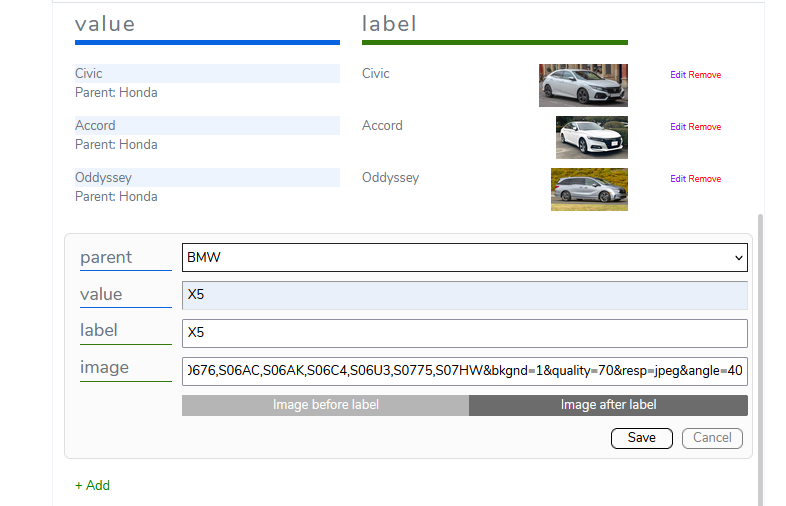 value label
Civic Civic Edit Remove
Parent: Honda
Accord Accord Edit Remove
Parent: Honda
Oddyssey Oddyssey Edit Remove
Parent: Honda
parent BMW
value X5
label X5
image 0676,S06AC,S06AK,S06C4,S06U3,S0775,S07HW&bkgnd=1&quality=70&resp=jpeg&angle=40
Image before label Image after label
Save Cancel
+ Add